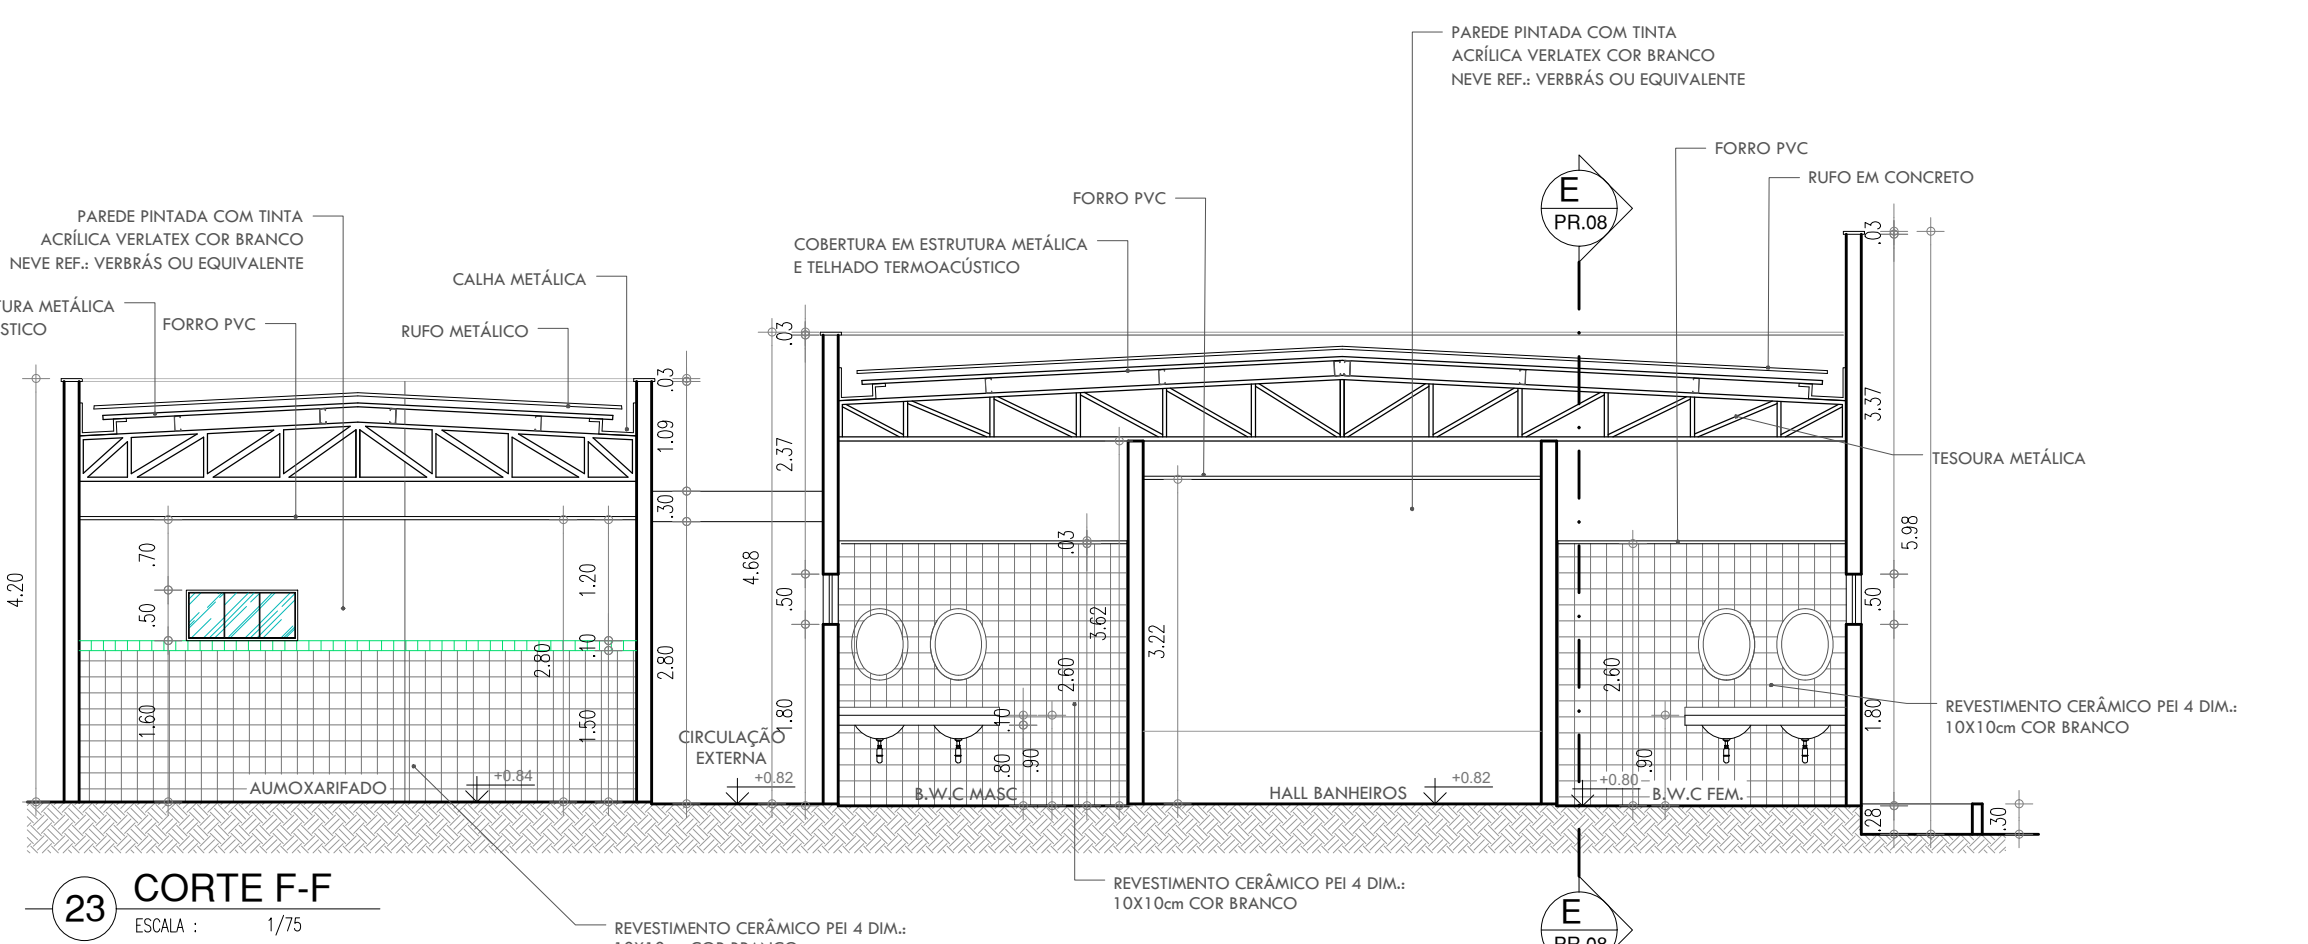 PAREDE PINTADA COM TINTA
ACRÍLICA VERLATEX COR BRANCO
NEVE REF.: VERBRÁS OU EQUIVALENTE
FORRO PVC
RUFO EM CONCRETO
E
PR.08
FORRO PVC
COBERTURA EM ESTRUTURA METÁLICA
E TELHADO TERMOACÚSTICO
PAREDE PINTADA COM TINTA
ACRÍLICA VERLATEX COR BRANCO
NEVE REF.: VERBRÁS OU EQUIVALENTE
CALHA METÁLICA
TURA METÁLICA
STICO
FORRO PVC
RUFO METÁLICO
4.20
.70
.50
1.60
1.20
.10
1.50
2.80
.03
1.09
.30
2.80
.03
2.37
4.68
.50
1.80
.03
3.62
2.60
.10
.80
.90
3.22
2.60
.90
.03
3.37
5.98
.50
1.80
.28
.30
TESOURA METÁLICA
REVESTIMENTO CERÂMICO PEI 4 DIM.:
10X10cm COR BRANCO
CIRCULAÇÃO
EXTERNA
AUMOXARIFADO
+0.84
+0.82
B.W.C MASC
HALL BANHEIROS
+0.82
+0.80
B.W.C FEM.
REVESTIMENTO CERÂMICO PEI 4 DIM.:
10X10cm COR BRANCO
23
CORTE F-F
ESCALA : 1/75
REVESTIMENTO CERÂMICO PEI 4 DIM.:
10X10cm COR BRANCO
E
PR.08